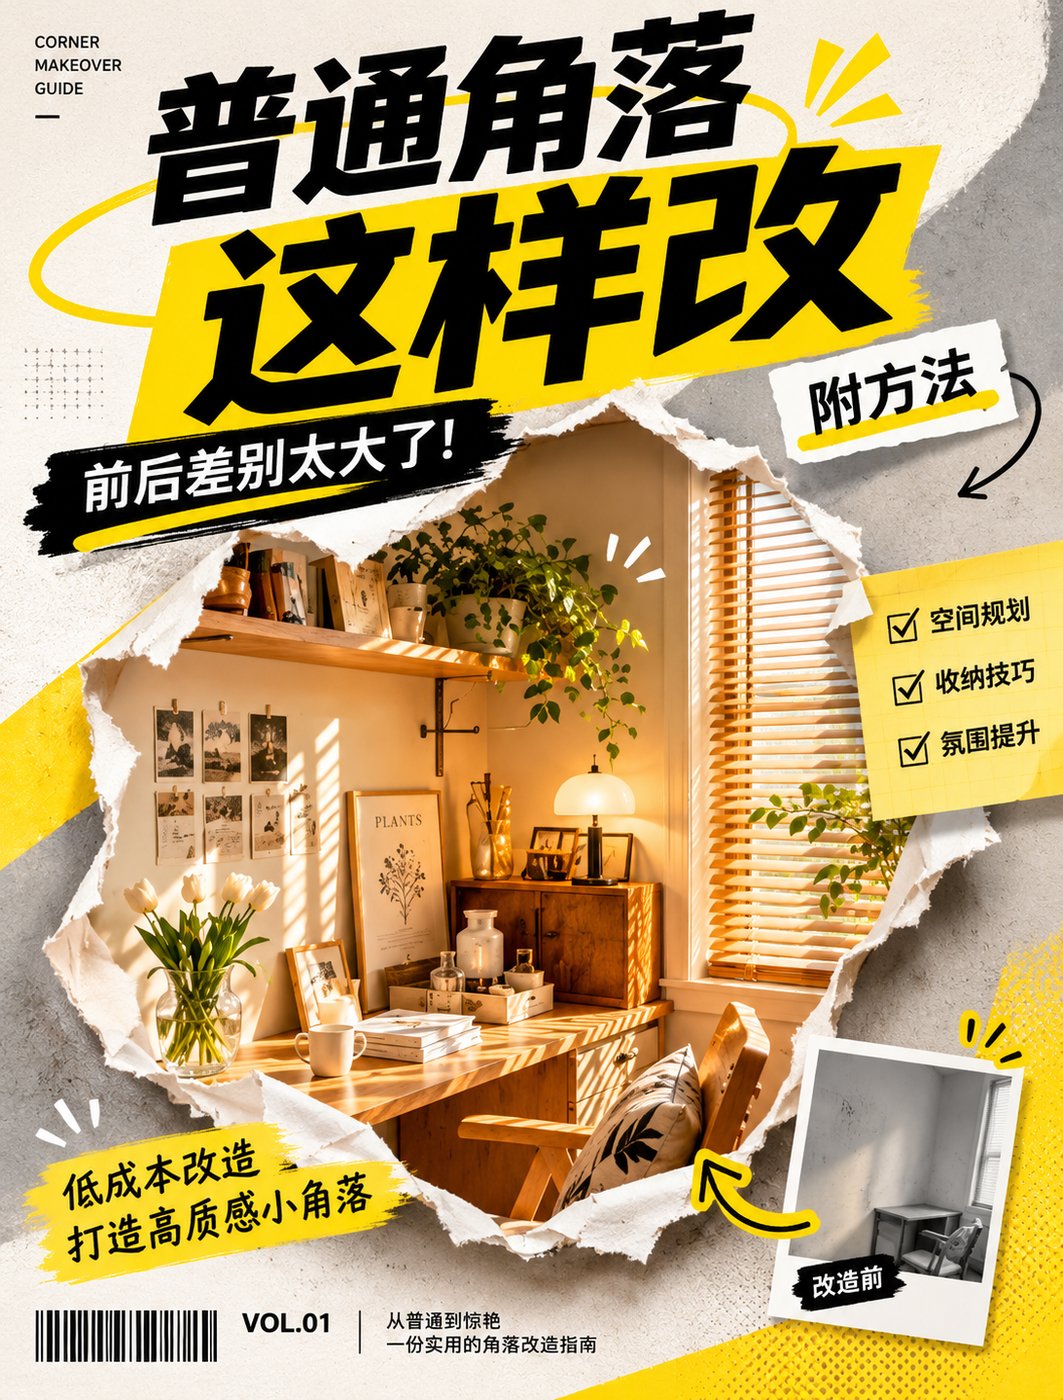 CORNER
MAKEOVER
GUIDE
普通角落
这样改
附方法
前后差别太大了!
空间规划
收纳技巧
氛围提升
PLANTS
低成本改造
打造高质感小角落
改造前
VOL.01
从普通到惊艳
一份实用的角落改造指南